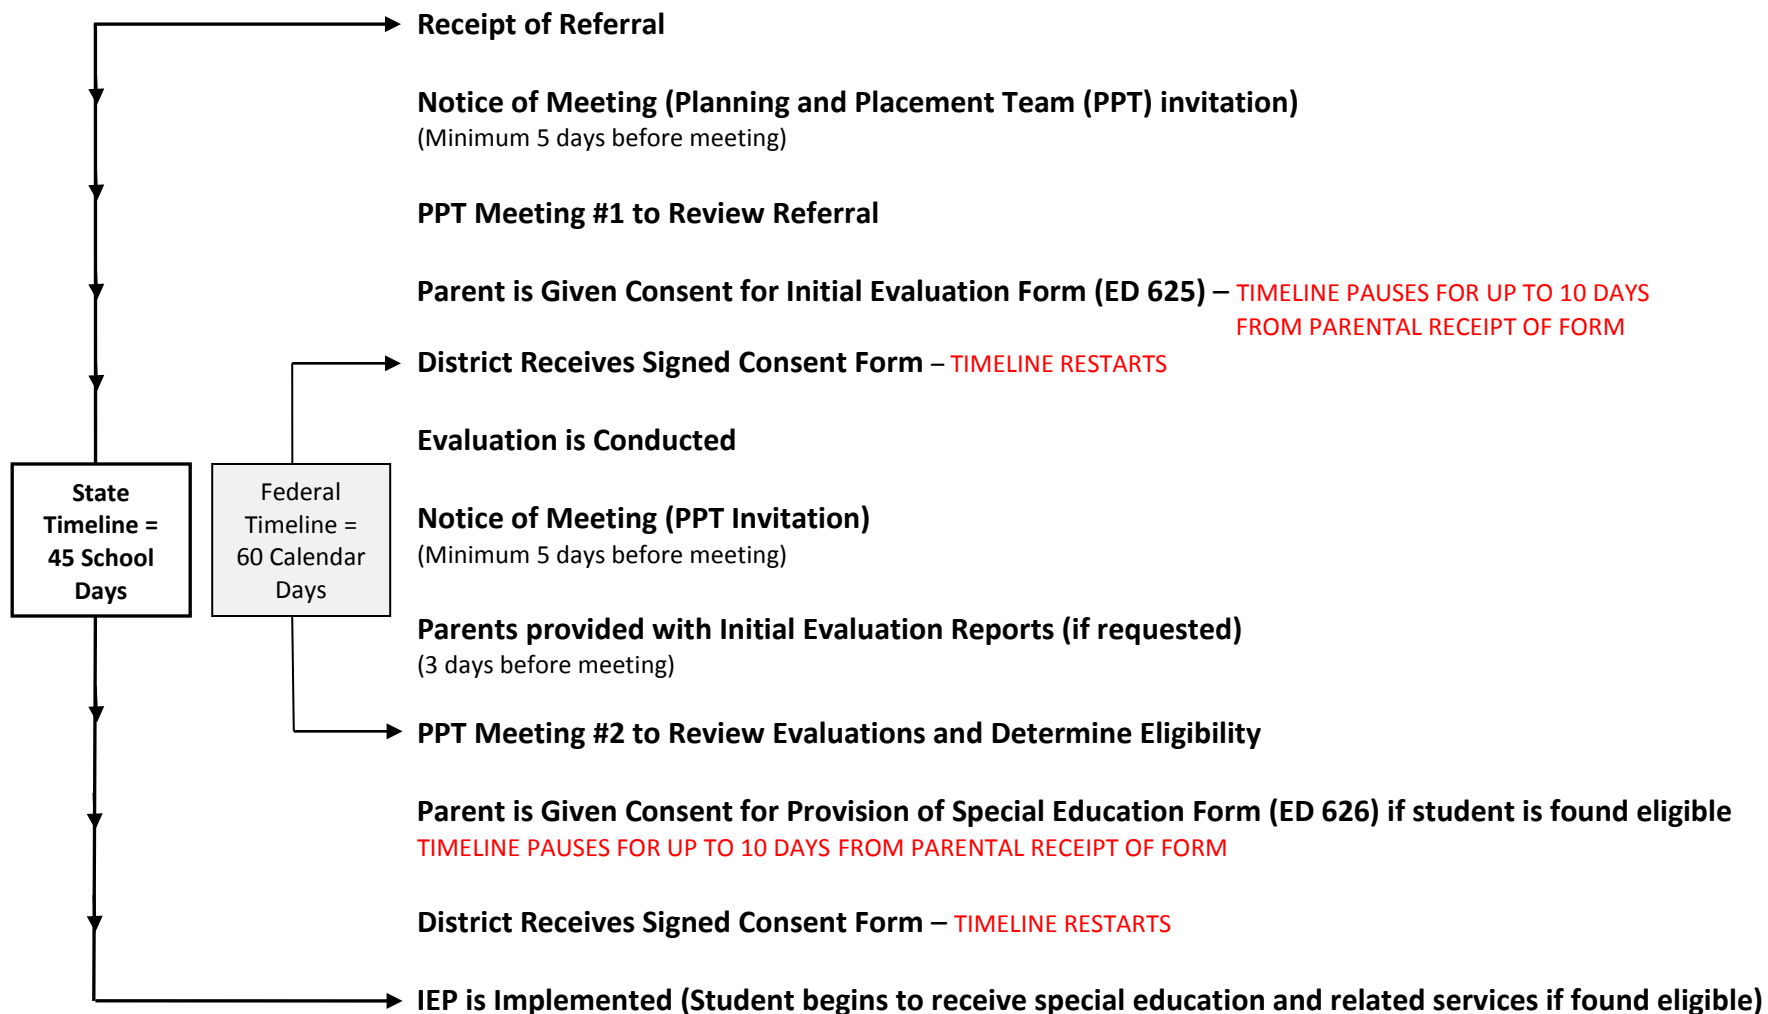 Receipt of Referral
Notice of Meeting (Planning and Placement Team (PPT) invitation)
(Minimum 5 days before meeting)
PPT Meeting #1 to Review Referral
Parent is Given Consent for Initial Evaluation Form (ED 625) – TIMELINE PAUSES FOR UP TO 10 DAYS
FROM PARENTAL RECEIPT OF FORM
District Receives Signed Consent Form – TIMELINE RESTARTS
Evaluation is Conducted
State
Timeline =
45 School
Days
Federal
Timeline =
60 Calendar
Days
Notice of Meeting (PPT Invitation)
(Minimum 5 days before meeting)
Parents provided with Initial Evaluation Reports (if requested)
(3 days before meeting)
PPT Meeting #2 to Review Evaluations and Determine Eligibility
Parent is Given Consent for Provision of Special Education Form (ED 626) if student is found eligible
TIMELINE PAUSES FOR UP TO 10 DAYS FROM PARENTAL RECEIPT OF FORM
District Receives Signed Consent Form – TIMELINE RESTARTS
IEP is Implemented (Student begins to receive special education and related services if found eligible)